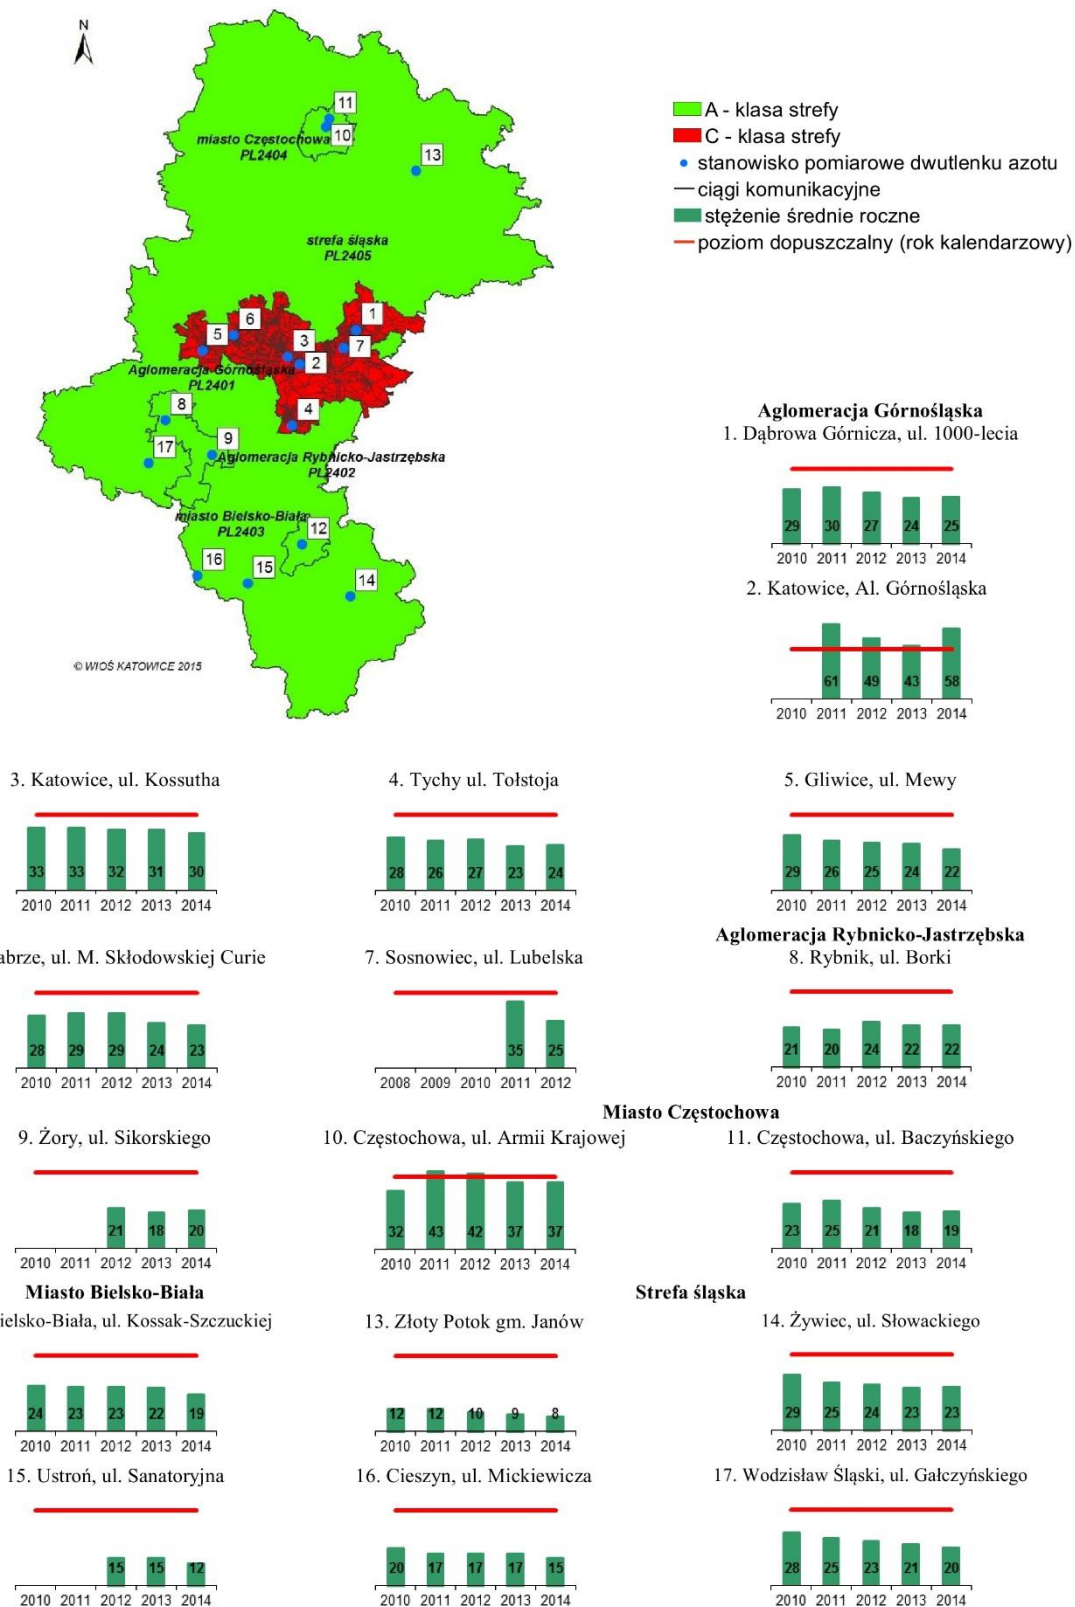 N
11
10
miasto Częstochowa
PL2404
13
strefa śląska
PL2405
1
6
5
3
7
2
Aglomeracja Górnośląska
PL2401
8
4
9
17
Aglomeracja Rybnicko-Jastrzębska
PL2402
miasto Bielsko-Biała
PL2403
12
16
15
14
© WIOŚ KATOWICE 2015
A - klasa strefy
C - klasa strefy
stanowisko pomiarowe dwutlenku azotu
ciągi komunikacyjne
stężenie średnie roczne
poziom dopuszczalny (rok kalendarzowy)
Aglomeracja Górnośląska
1. Dąbrowa Górnicza, ul. 1000-lecia
29 30 27 24 25
2010 2011 2012 2013 2014
2. Katowice, Al. Górnośląska
61 49 43 58
2010 2011 2012 2013 2014
3. Katowice, ul. Kossutha
33 33 32 31 30
2010 2011 2012 2013 2014
4. Tychy ul. Tołstoja
28 26 27 23 24
2010 2011 2012 2013 2014
5. Gliwice, ul. Mewy
29 26 25 24 22
2010 2011 2012 2013 2014
abrze, ul. M. Skłodowskiej Curie
28 29 29 24 23
2010 2011 2012 2013 2014
7. Sosnowiec, ul. Lubelska
35 25
2008 2009 2010 2011 2012
Aglomeracja Rybnicko-Jastrzębska
8. Rybnik, ul. Borki
21 20 24 22 22
2010 2011 2012 2013 2014
9. Żory, ul. Sikorskiego
21 18 20
2010 2011 2012 2013 2014
Miasto Częstochowa
10. Częstochowa, ul. Armii Krajowej
32 43 42 37 37
2010 2011 2012 2013 2014
11. Częstochowa, ul. Baczyńskiego
23 25 21 18 19
2010 2011 2012 2013 2014
Miasto Bielsko-Biała
ielsko-Biała, ul. Kossak-Szczuckiej
24 23 23 22 19
2010 2011 2012 2013 2014
Strefa śląska
13. Złoty Potok gm. Janów
12 12 10 9 8
2010 2011 2012 2013 2014
14. Żywiec, ul. Słowackiego
29 25 24 23 23
2010 2011 2012 2013 2014
15. Ustroń, ul. Sanatoryjna
15 15 12
2010 2011 2012 2013 2014
16. Cieszyn, ul. Mickiewicza
20 17 17 17 15
2010 2011 2012 2013 2014
17. Wodzisław Śląski, ul. Gałczyńskiego
28 25 23 21 20
2010 2011 2012 2013 2014